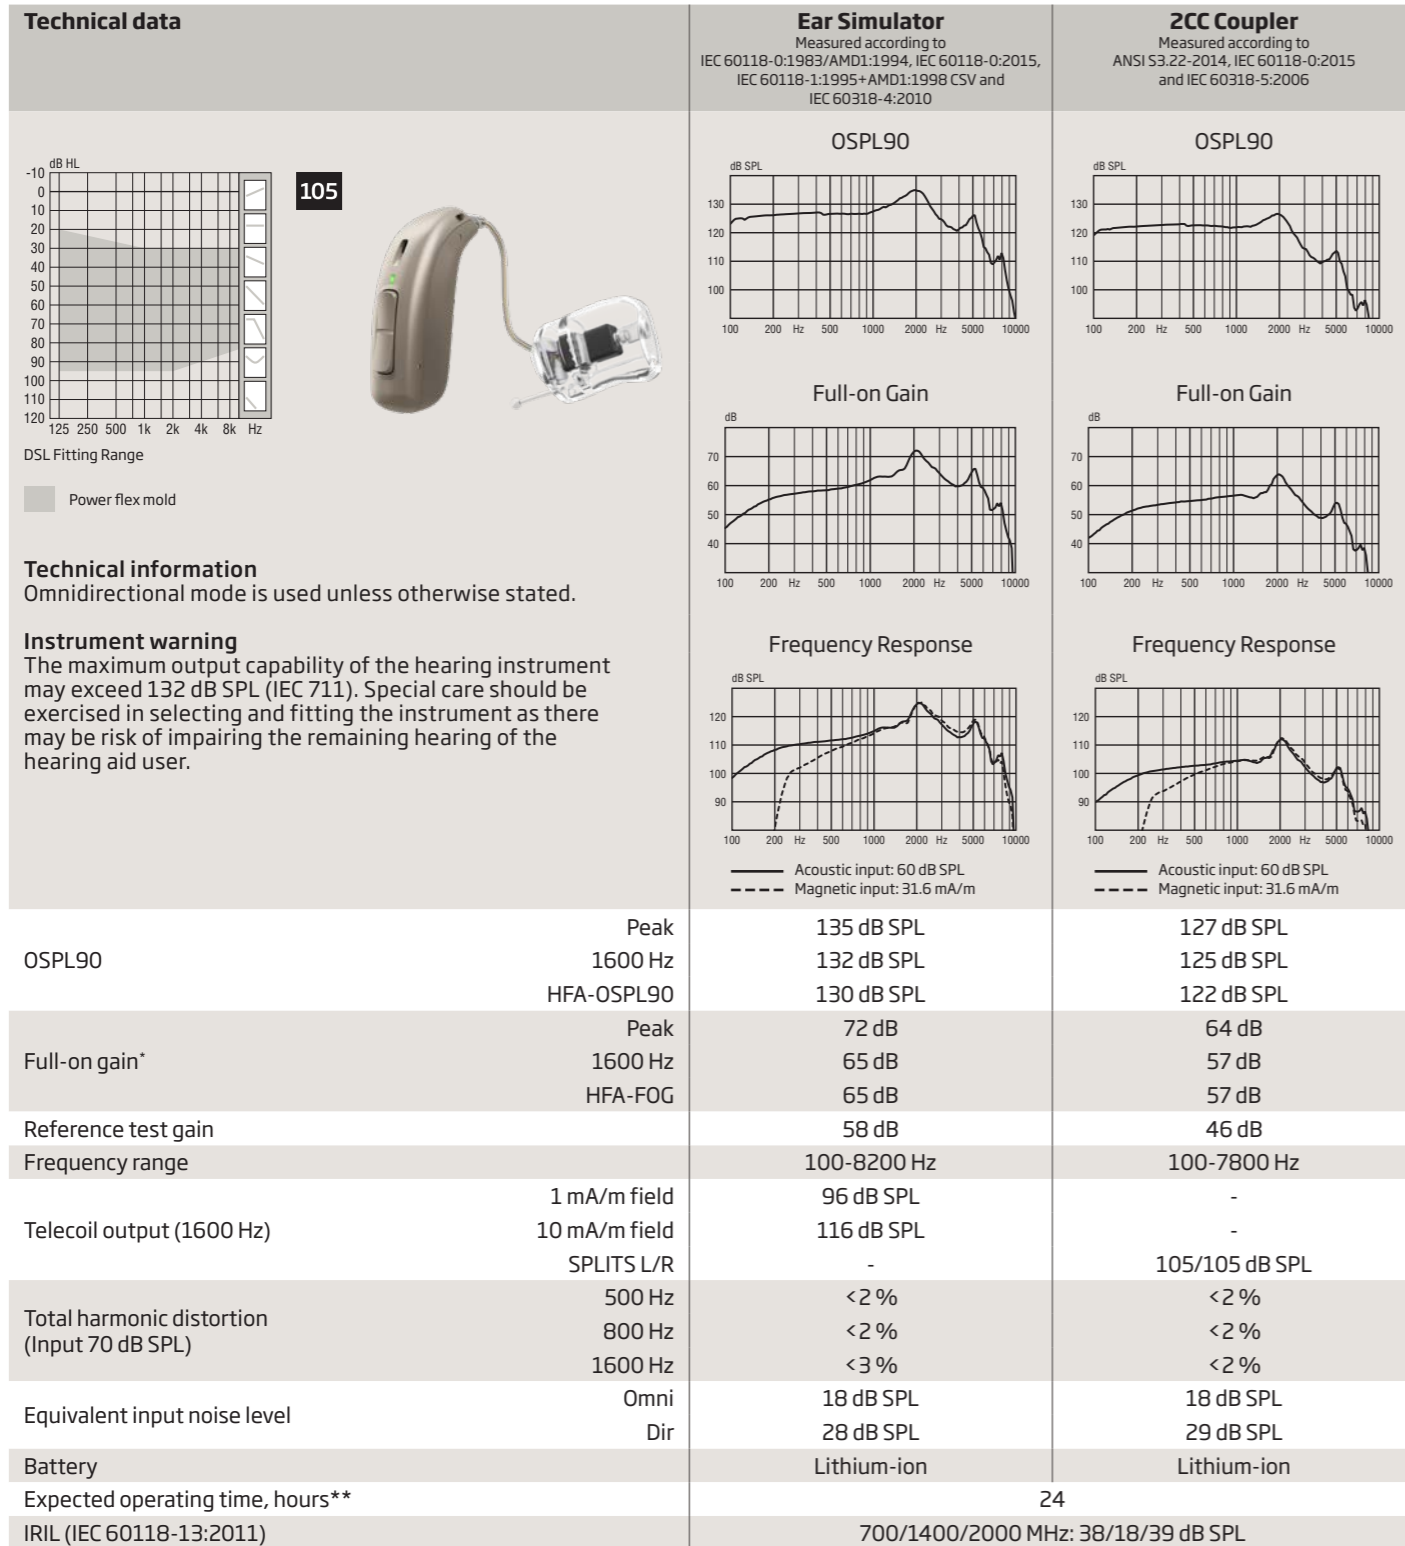 Technical data
Ear Simulator
Measured according to
IEC 60118-0:1983/AMD1:1994, IEC 60118-0:2015,
IEC 60118-1:1995+AMD1:1998 CSV and
IEC 60318-4:2010
2CC Coupler
Measured according to
ANSI S3.22-2014, IEC 60118-0:2015
and IEC 60318-5:2006
dB HL
-10
0
10
20
30
40
50
60
70
80
90
100
110
120
125 250 500 1k 2k 4k 8k Hz
105
DSL Fitting Range
Power flex mold
Technical information
Omnidirectional mode is used unless otherwise stated.
Instrument warning
The maximum output capability of the hearing instrument
may exceed 132 dB SPL (IEC 711). Special care should be
exercised in selecting and fitting the instrument as there
may be risk of impairing the remaining hearing of the
hearing aid user.
OSPL90
dB SPL
130
120
110
100
100 200 Hz 500 1000 2000 Hz 5000 10000
OSPL90
dB SPL
130
120
110
100
100 200 Hz 500 1000 2000 Hz 5000 10000
Full-on Gain
dB
70
60
50
40
100 200 Hz 500 1000 2000 Hz 5000 10000
Full-on Gain
dB
70
60
50
40
100 200 Hz 500 1000 2000 Hz 5000 10000
Frequency Response
dB SPL
120
110
100
90
100 200 Hz 500 1000 2000 Hz 5000 10000
Acoustic input: 60 dB SPL
Magnetic input: 31.6 mA/m
Frequency Response
dB SPL
120
110
100
90
100 200 Hz 500 1000 2000 Hz 5000 10000
Acoustic input: 60 dB SPL
Magnetic input: 31.6 mA/m
OSPL90
Peak 135 dB SPL 127 dB SPL
1600 Hz 132 dB SPL 125 dB SPL
HFA-OSPL90 130 dB SPL 122 dB SPL
Full-on gain*
Peak 72 dB 64 dB
1600 Hz 65 dB 57 dB
HFA-FOG 65 dB 57 dB
Reference test gain 58 dB 46 dB
Frequency range 100-8200 Hz 100-7800 Hz
Telecoil output (1600 Hz)
1 mA/m field 96 dB SPL -
10 mA/m field 116 dB SPL -
SPLITS L/R - 105/105 dB SPL
Total harmonic distortion
(Input 70 dB SPL)
500 Hz <2 % <2 %
800 Hz <2 % <2 %
1600 Hz <3 % <2 %
Equivalent input noise level
Omni 18 dB SPL 18 dB SPL
Dir 28 dB SPL 29 dB SPL
Battery Lithium-ion Lithium-ion
Expected operating time, hours** 24
IRIL (IEC 60118-13:2011) 700/1400/2000 MHz: 38/18/39 dB SPL